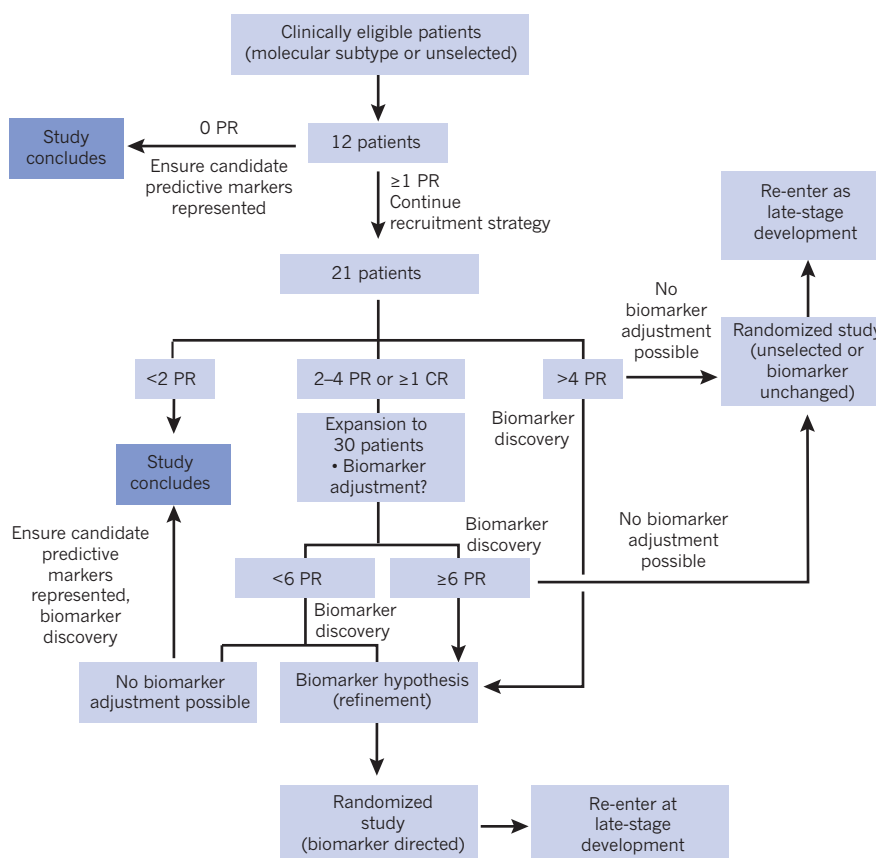 Clinically eligible patients
(molecular subtype or unselected)
0 PR
Study
concludes
12 patients
Ensure candidate
predictive markers
represented
≥1 PR
Continue
recruitment strategy
Re-enter as
late-stage
development
21 patients
No
biomarker
adjustment
possible
Randomized study
(unselected or
biomarker
unchanged)
<2 PR
2–4 PR or ≥1 CR
>4 PR
Expansion to
30 patients
• Biomarker
adjustment?
Biomarker
discovery
Study
concludes
Ensure candidate
predictive
markers
represented,
biomarker
discovery
Biomarker
discovery
No biomarker
adjustment
possible
<6 PR
≥6 PR
Biomarker
discovery
No biomarker
adjustment possible
Biomarker hypothesis
(refinement)
Randomized
study
(biomarker directed)
Re-enter at
late-stage
development